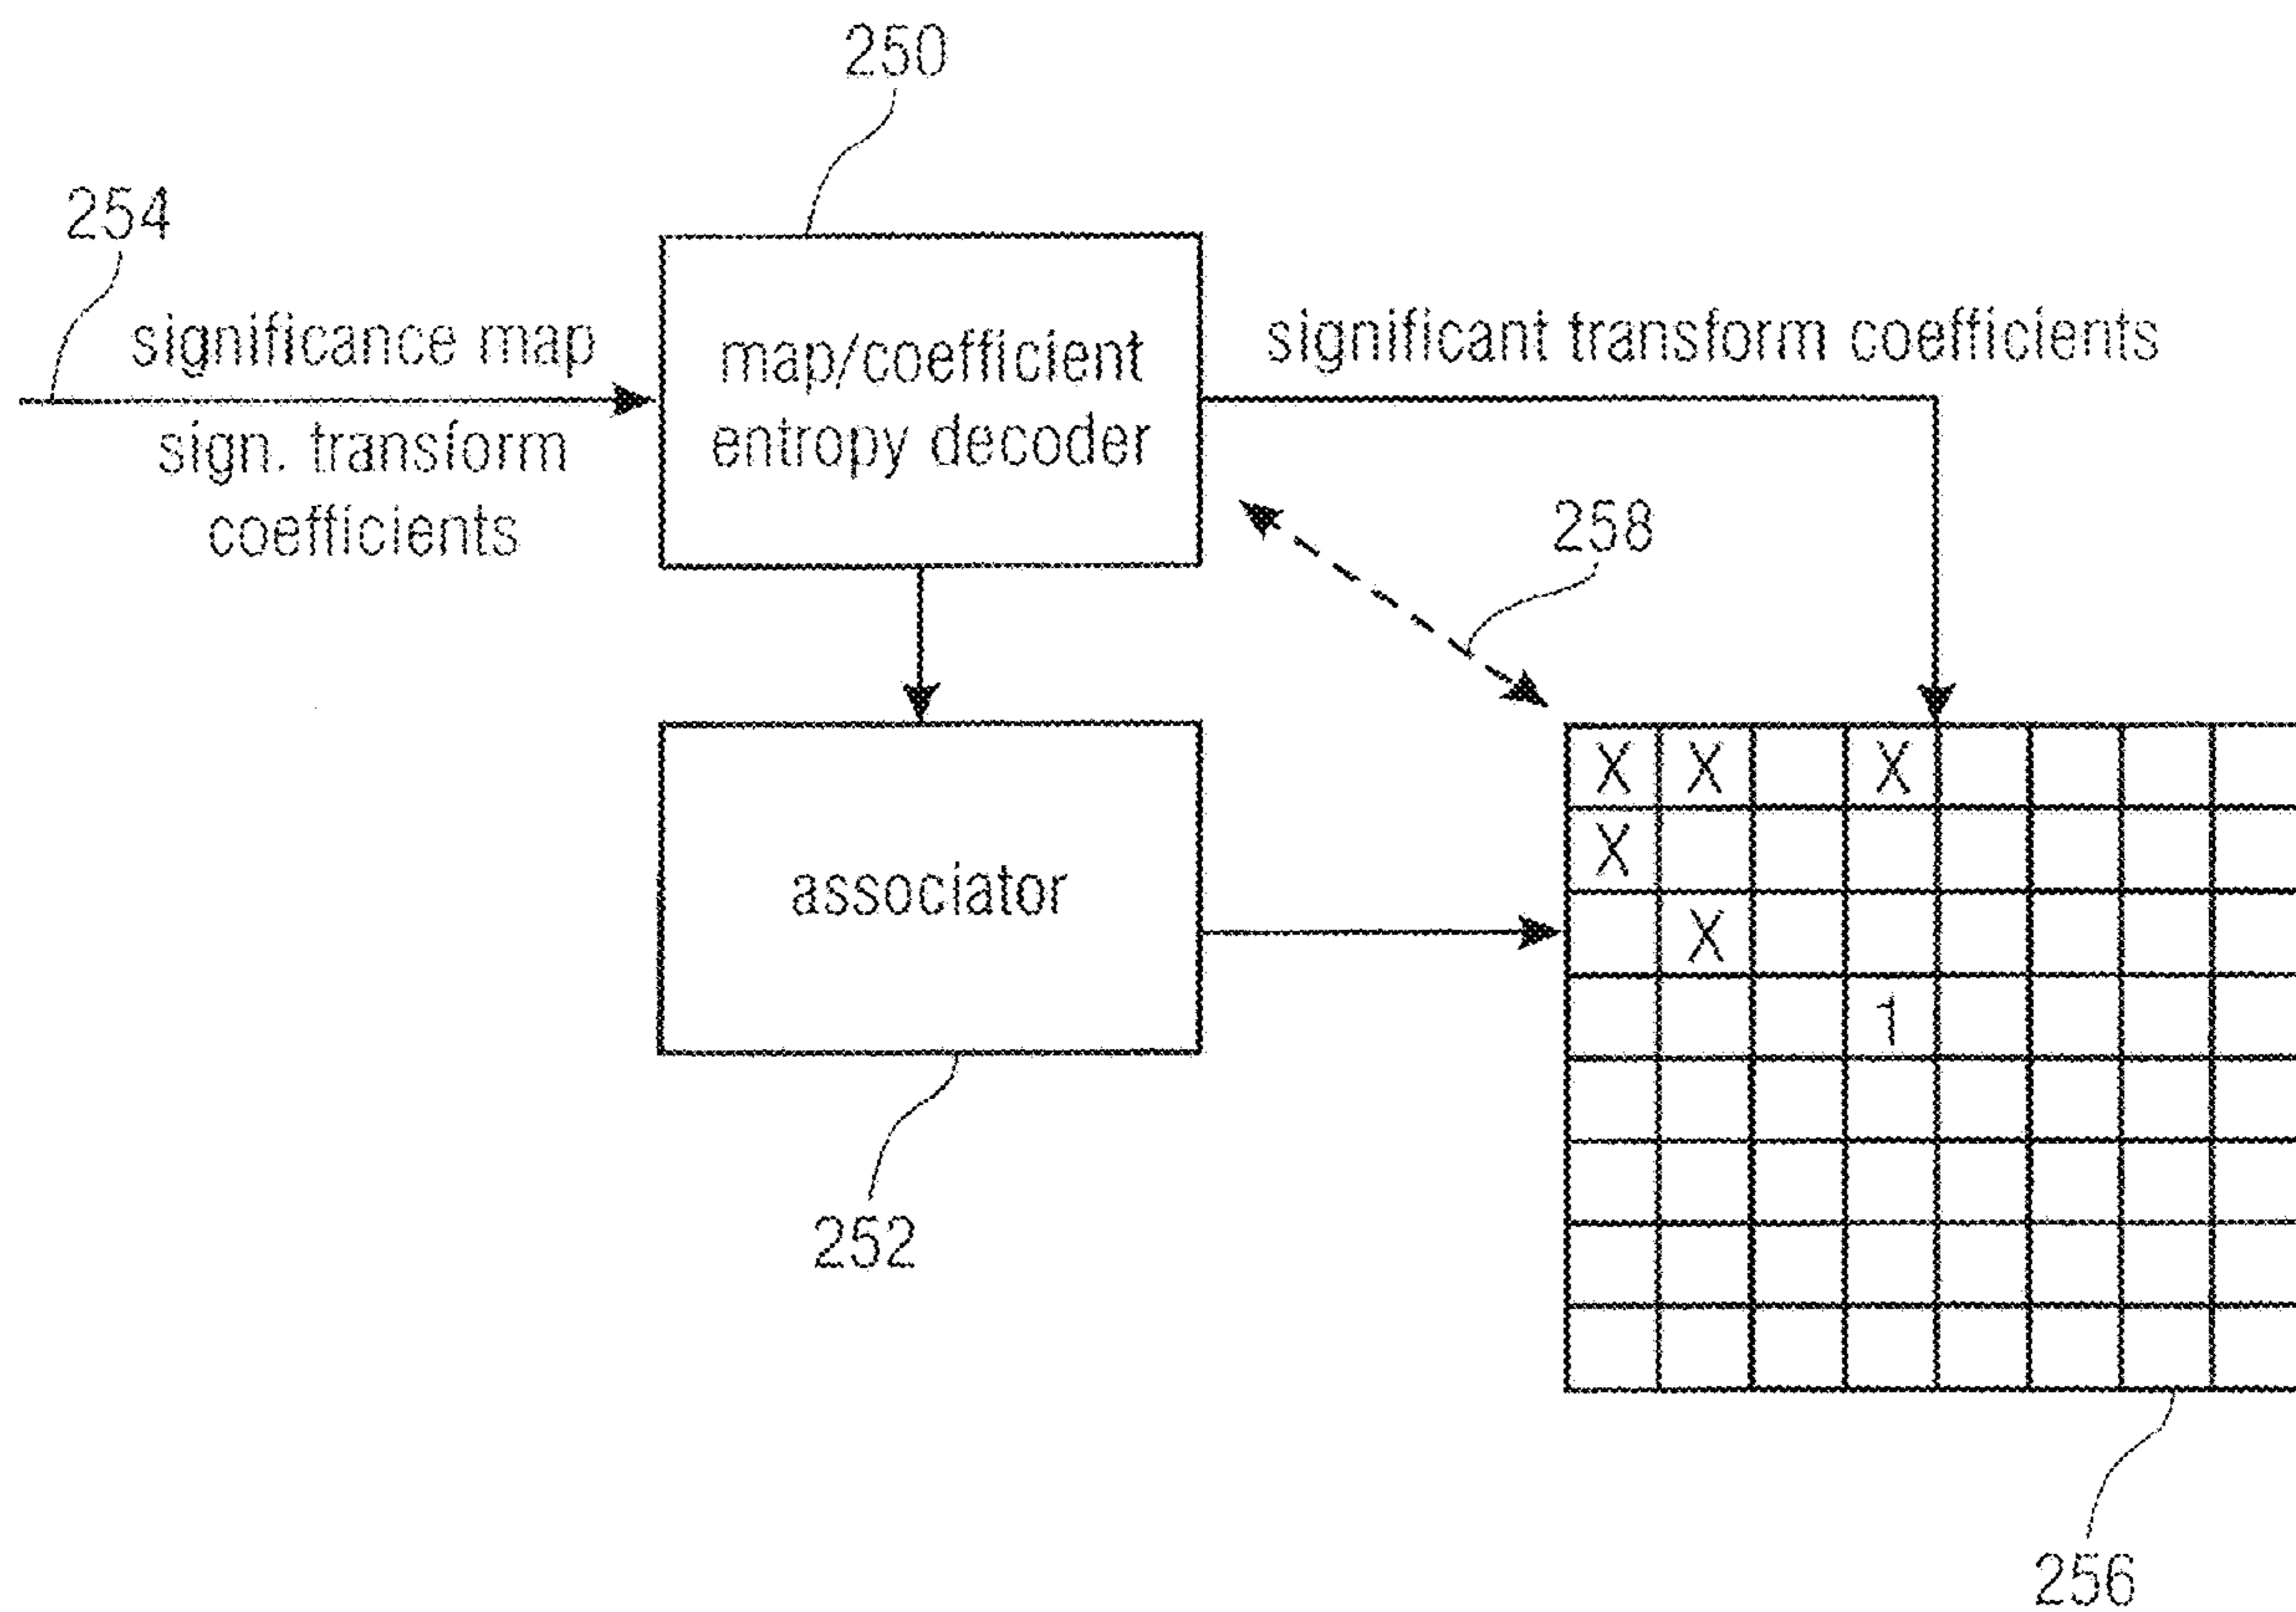 250
254
significance map
sign. transform
coefficients
map/coefficient
entropy decoder
significant transform coefficients
258
associator
X X X
X
X
1
252
256